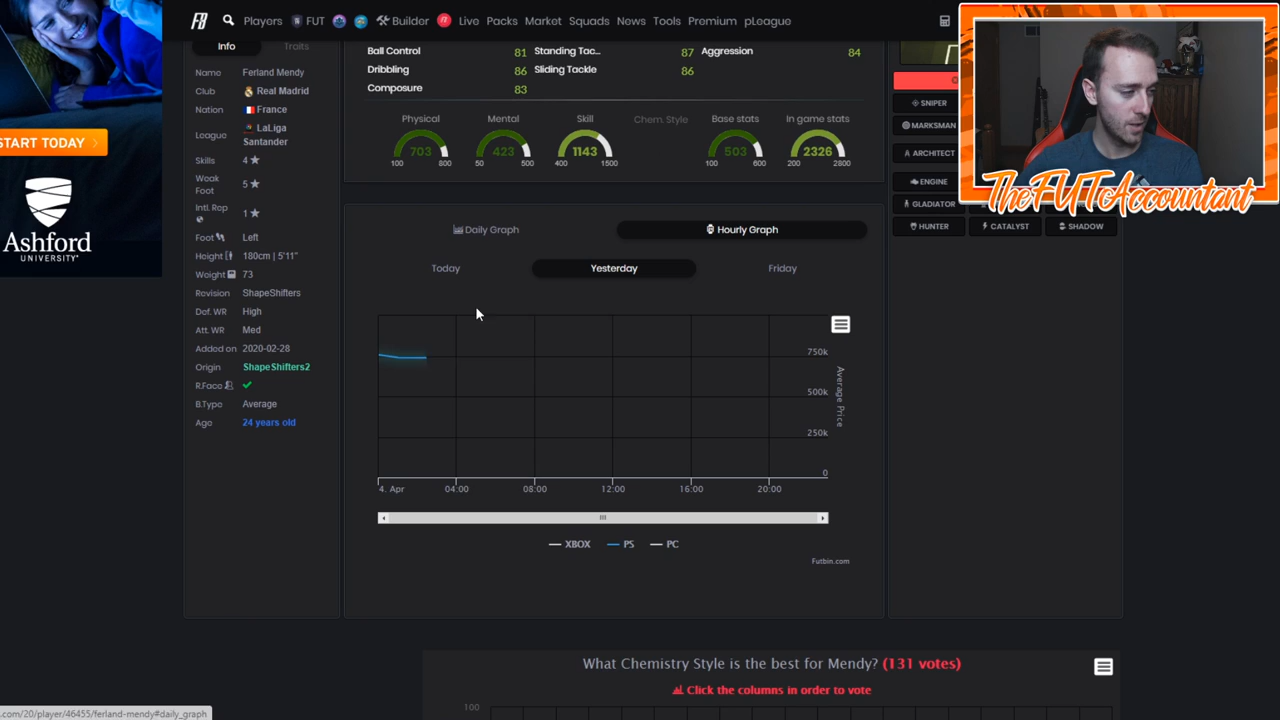 F8 Players FUT Builder Live Packs Market Squads News Tools Premium pLeague
START TODAY
Ashford
UNIVERSITY
Info Traits
Name Ferland Mendy
Club Real Madrid
Nation France
League LaLiga Santander
Skills 4
Weak Foot 5
Intl. Rep 1
Foot Left
Height 180cm | 5'11"
Weight 73
Revision ShapeShifters
Def. WR High
Att. WR Med
Added on 2020-02-28
Origin ShapeShifters2
R.Face
B.Type Average
Age 24 years old
Ball Control 81 Standing Tac... 87 Aggression 84
Dribbling 86 Sliding Tackle 86
Composure 83
Physical Mental Skill Chem. Style Base stats In game stats
703 423 1143 503 2326
100 800 50 500 400 1500 100 600 200 2800
Daily Graph Hourly Graph
Today Yesterday Friday
750k
500k
250k
0
Average Price
4. Apr 04:00 08:00 12:00 16:00 20:00
XBOX PS PC
Futbin.com
SNIPER
MARKSMAN
ARCHITECT
ENGINE
GLADIATOR
HUNTER CATALYST SHADOW
TheFUTAccountant
What Chemistry Style is the best for Mendy? (131 votes)
Click the columns in order to vote
100
.com/20/player/46455/ferland-mendy#daily_graph